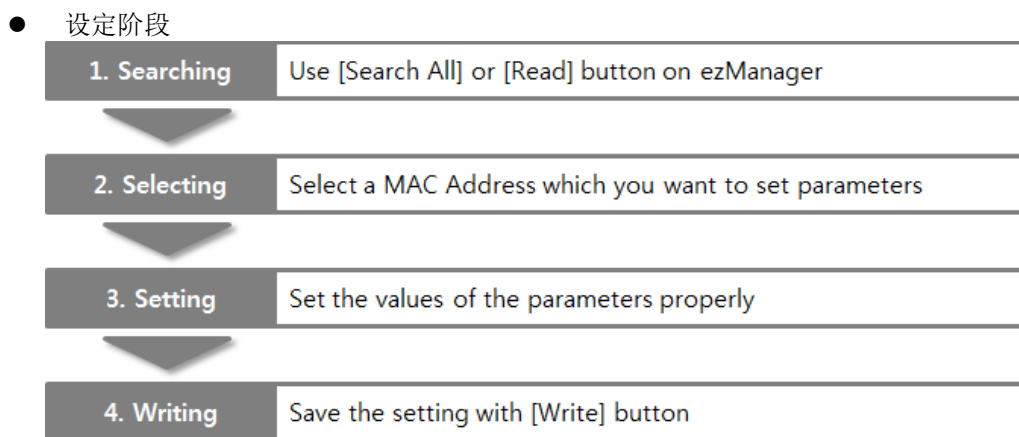 ● 设定阶段
1. Searching Use [Search All] or [Read] button on ezManager
2. Selecting Select a MAC Address which you want to set parameters
3. Setting Set the values of the parameters properly
4. Writing Save the setting with [Write] button